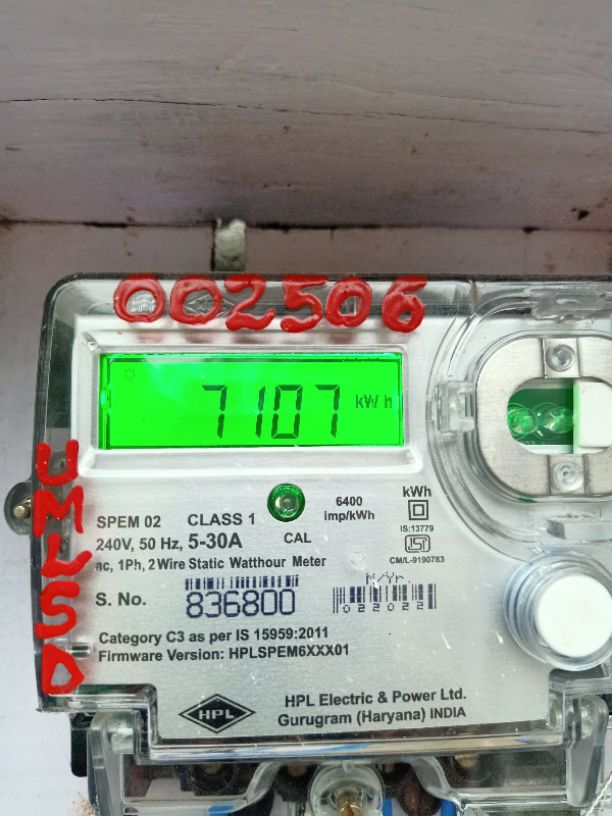 002506
7107 kWh
UMLSD
6400
imp/kWh
kWh
SPEM 02 CLASS 1
CAL
IS:13779
240V, 50 Hz, 5-30A
ac, 1Ph, 2 Wire Static Watthour Meter
CM/L-9190783
M/Yr.
S. No. 836800
022022
Category C3 as per IS 15959:2011
Firmware Version: HPLSPEM6XXX01
HPL
HPL Electric & Power Ltd.
Gurugram (Haryana) INDIA